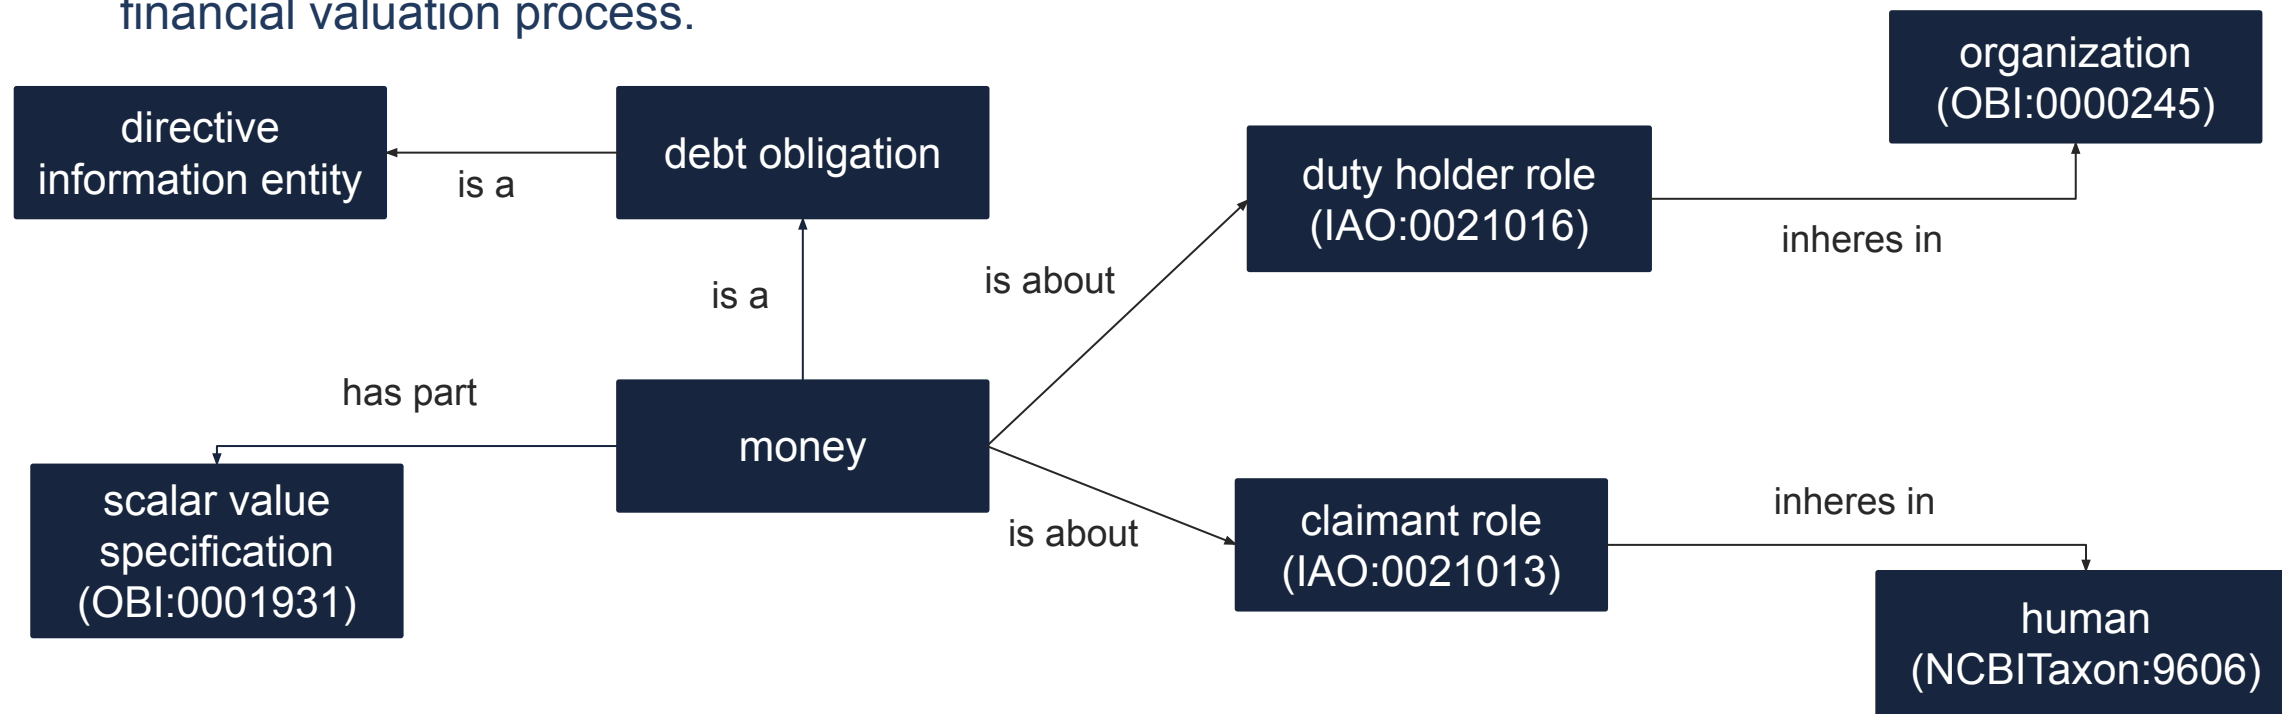 financial valuation process.
organization
(OBI:0000245)
directive
information entity
is a
debt obligation
duty holder role
(IAO:0021016)
inheres in
is about
is a
has part
money
scalar value
specification
(OBI:0001931)
is about
claimant role
(IAO:0021013)
inheres in
human
(NCBITaxon:9606)